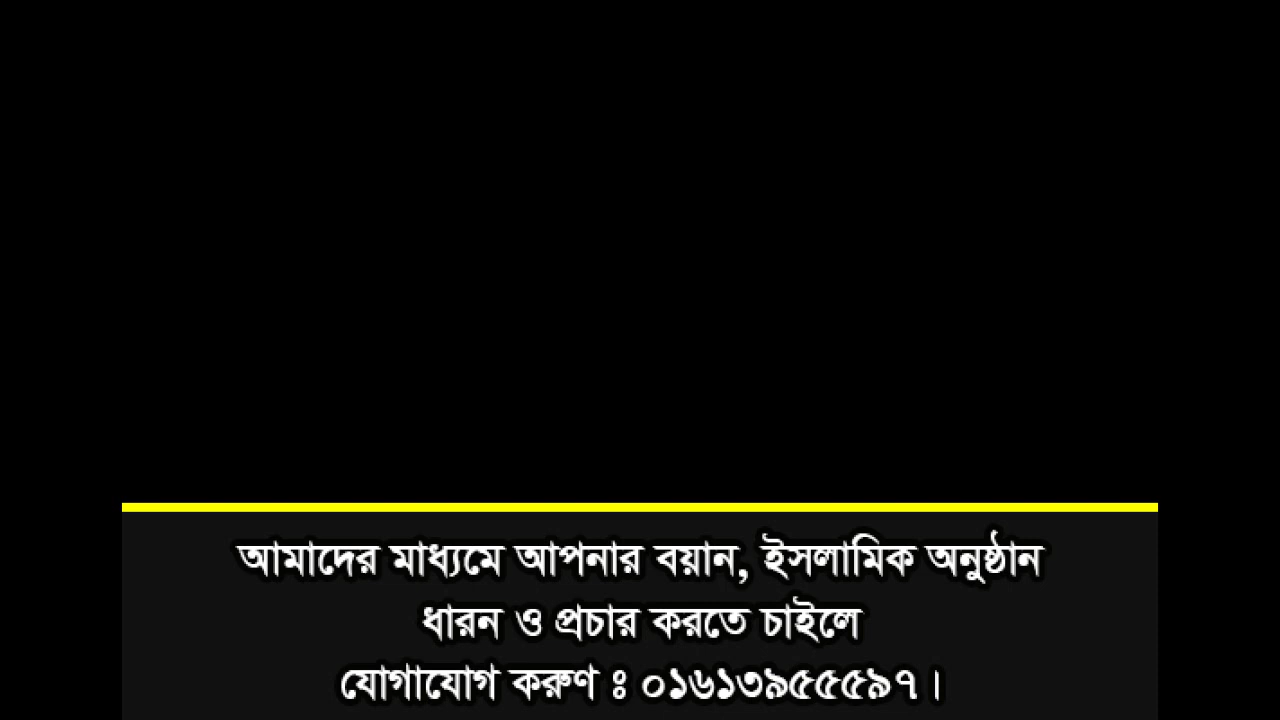 আমাদের মাধ্যমে আপনার বয়ান, ইসলামিক অনুষ্ঠান
ধারন ও প্রচার করতে চাইলে
যোগাযোগ করুণ ঃ ০১৬১৩৯৫৫৫৯৭।